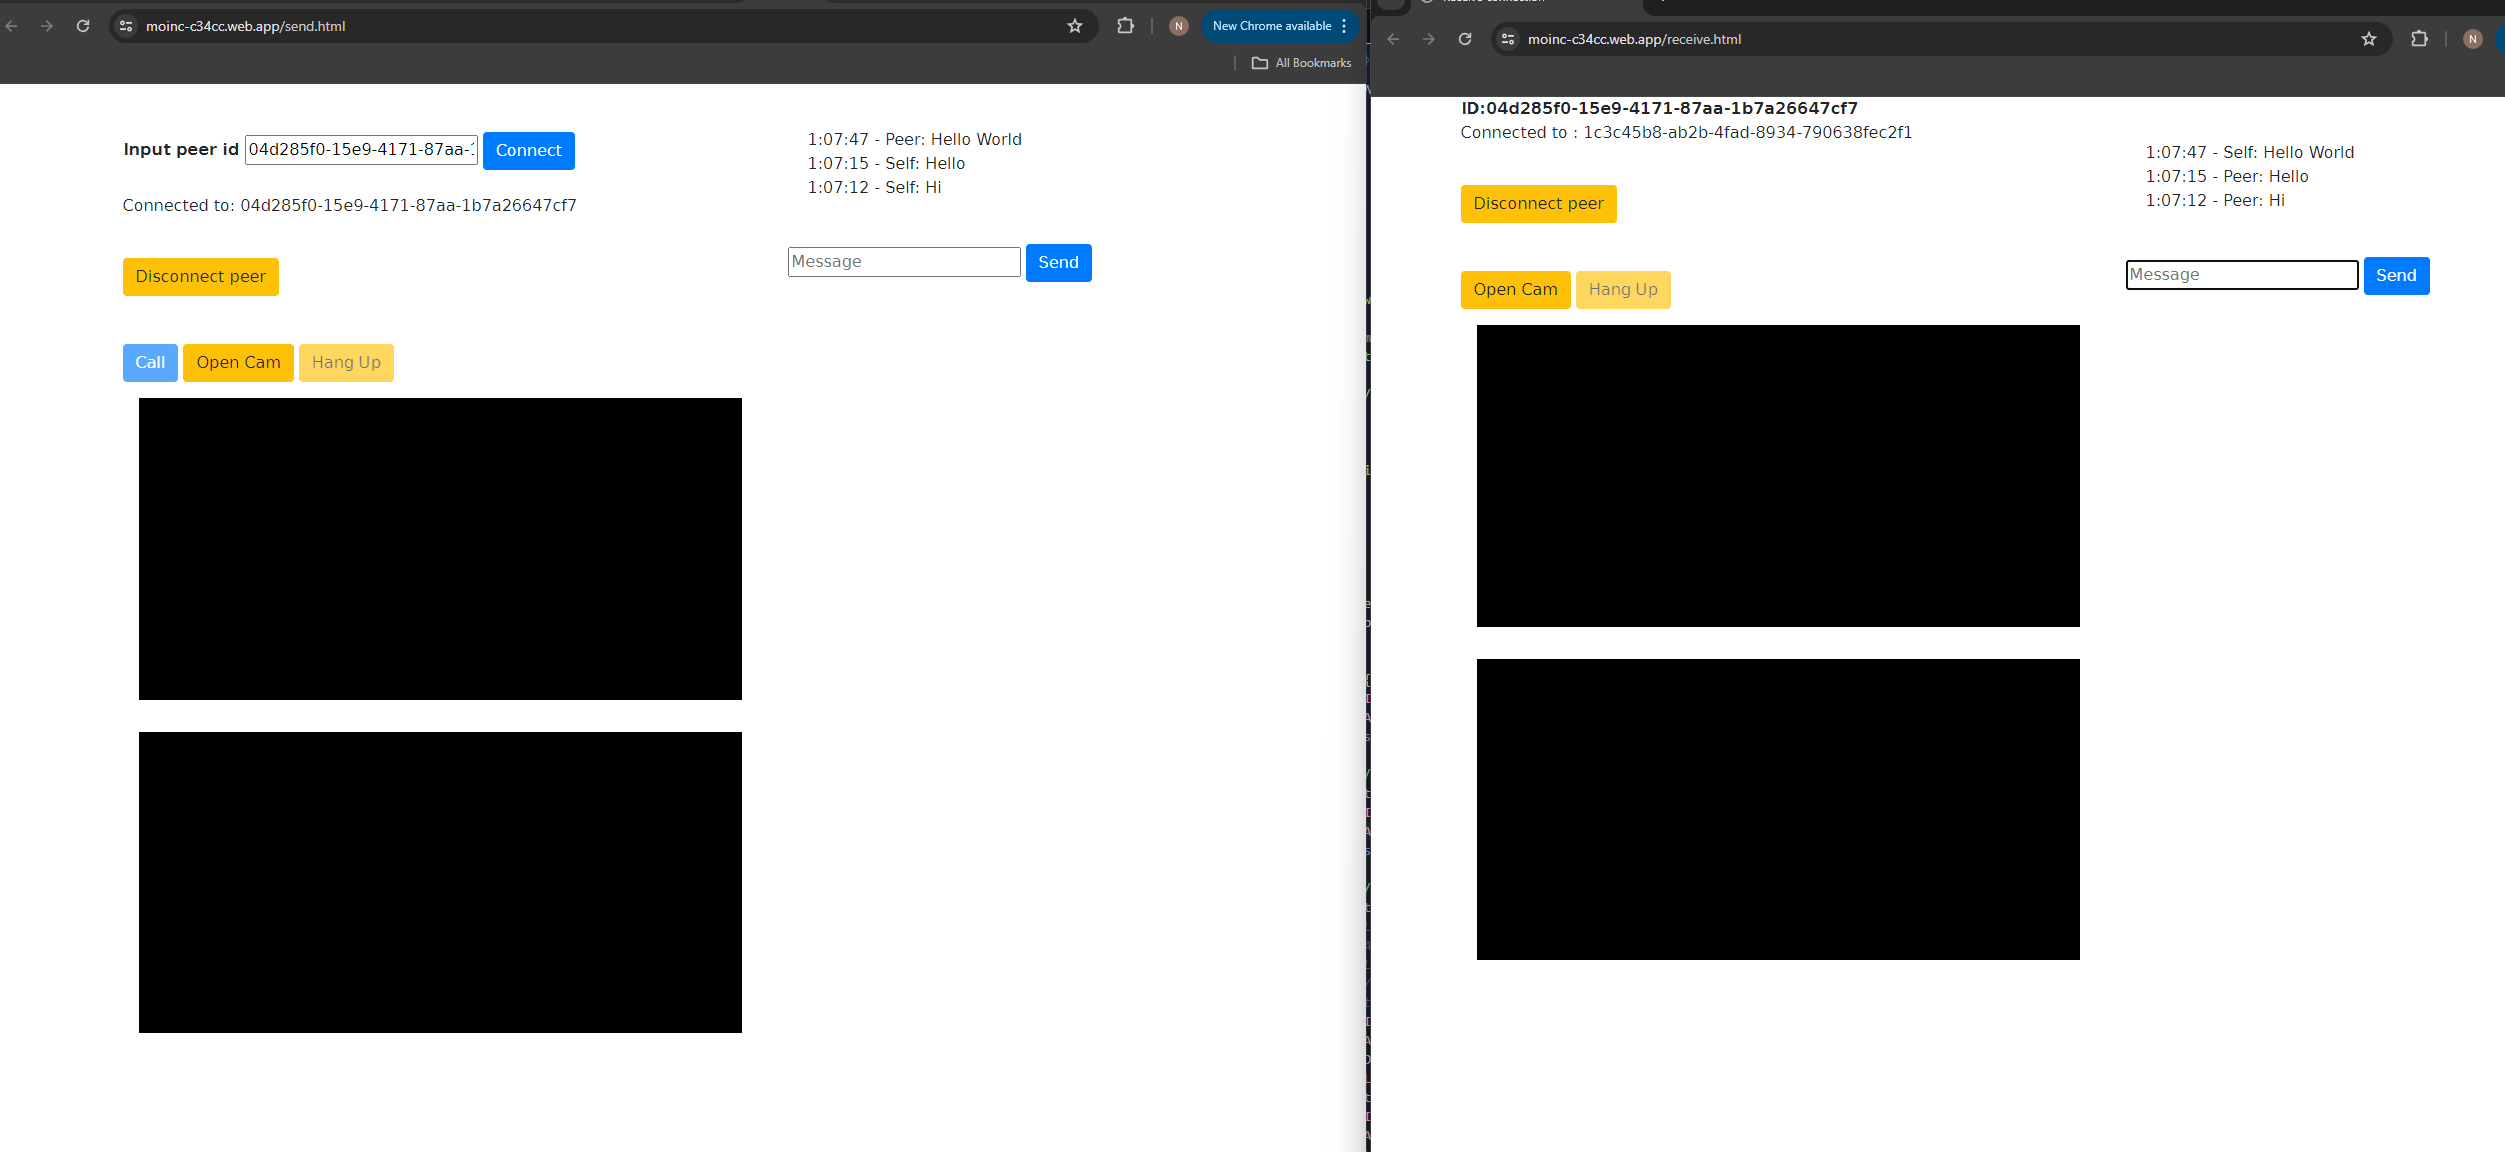 moinc-c34cc.web.app/send.html
N
New Chrome available
All Bookmarks
Input peer id 04d285f0-15e9-4171-87aa- Connect
Connected to: 04d285f0-15e9-4171-87aa-1b7a26647cf7
Disconnect peer
Call Open Cam Hang Up
1:07:47 - Peer: Hello World
1:07:15 - Self: Hello
1:07:12 - Self: Hi
Message Send
moinc-c34cc.web.app/receive.html
N
ID:04d285f0-15e9-4171-87aa-1b7a26647cf7
Connected to : 1c3c45b8-ab2b-4fad-8934-790638fec2f1
Disconnect peer
Open Cam Hang Up
1:07:47 - Self: Hello World
1:07:15 - Peer: Hello
1:07:12 - Peer: Hi
Message Send